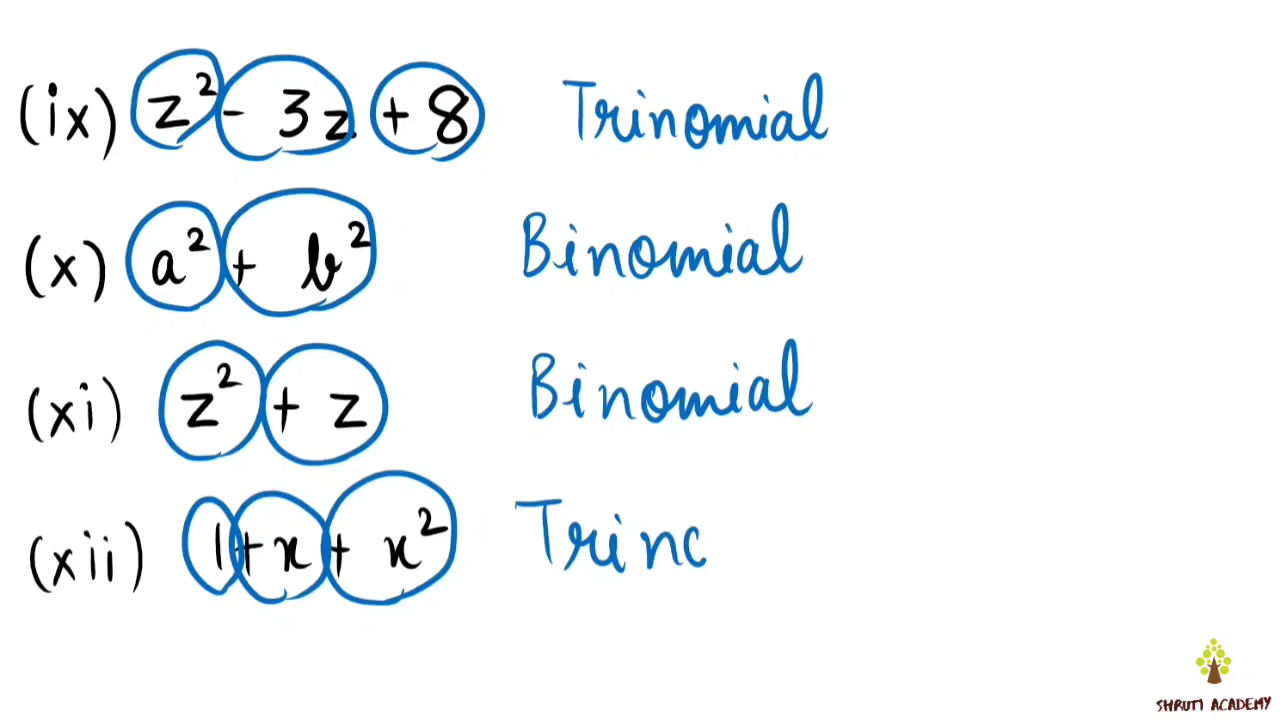 (ix) z² - 3z + 8 Trinomial
(x) a² + b² Binomial
(xi) z² + z Binomial
(xii) 1 + x + x² Trinc
SHRUTI ACADEMY